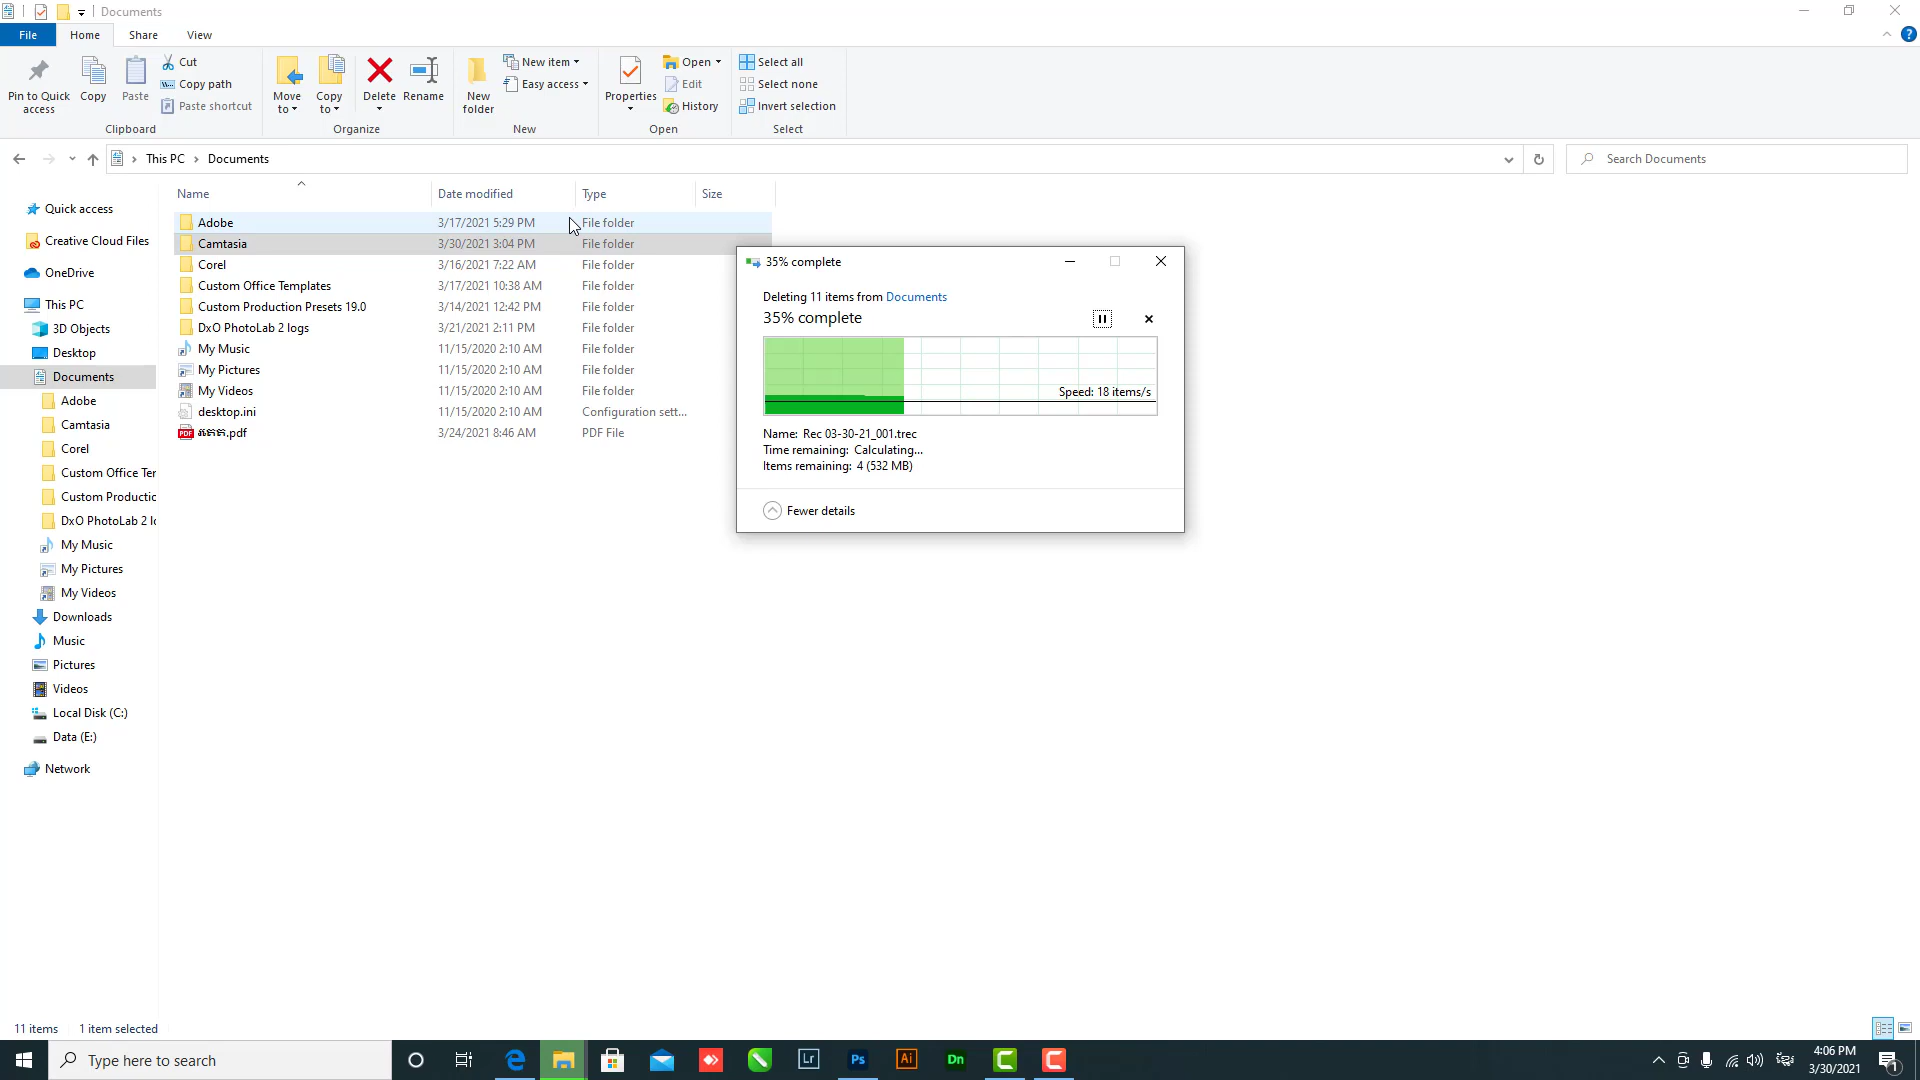 Documents
File
Home
Share
View
Pin to Quick access
Copy
Paste
Cut
Copy path
Paste shortcut
Clipboard
Move to
Copy to
Delete
Rename
Organize
New folder
New item
Easy access
New
Properties
Open
Edit
History
Open
Select all
Select none
Invert selection
Select
This PC
Documents
Search Documents
Name
Date modified
Type
Size
Adobe 3/17/2021 5:29 PM File folder
Camtasia 3/30/2021 3:04 PM File folder
Corel 3/16/2021 7:22 AM File folder
Custom Office Templates 3/17/2021 10:38 AM File folder
Custom Production Presets 19.0 3/14/2021 12:42 PM File folder
DxO PhotoLab 2 logs 3/21/2021 2:11 PM File folder
My Music 11/15/2020 2:10 AM File folder
My Pictures 11/15/2020 2:10 AM File folder
My Videos 11/15/2020 2:10 AM File folder
desktop.ini 11/15/2020 2:10 AM Configuration sett...
.pdf 3/24/2021 8:46 AM PDF File
Quick access
Creative Cloud Files
OneDrive
This PC
3D Objects
Desktop
Documents
Adobe
Camtasia
Corel
Custom Office Ter
Custom Productic
DxO PhotoLab 2 lo
My Music
My Pictures
My Videos
Downloads
Music
Pictures
Videos
Local Disk (C:)
Data (E:)
Network
35% complete
Deleting 11 items from Documents
35% complete
Speed: 18 items/s
Name: Rec 03-30-21_001.trec
Time remaining: Calculating...
Items remaining: 4 (532 MB)
Fewer details
11 items
1 item selected
Type here to search
Lr
Ps
Ai
Dn
4:06 PM
3/30/2021
1